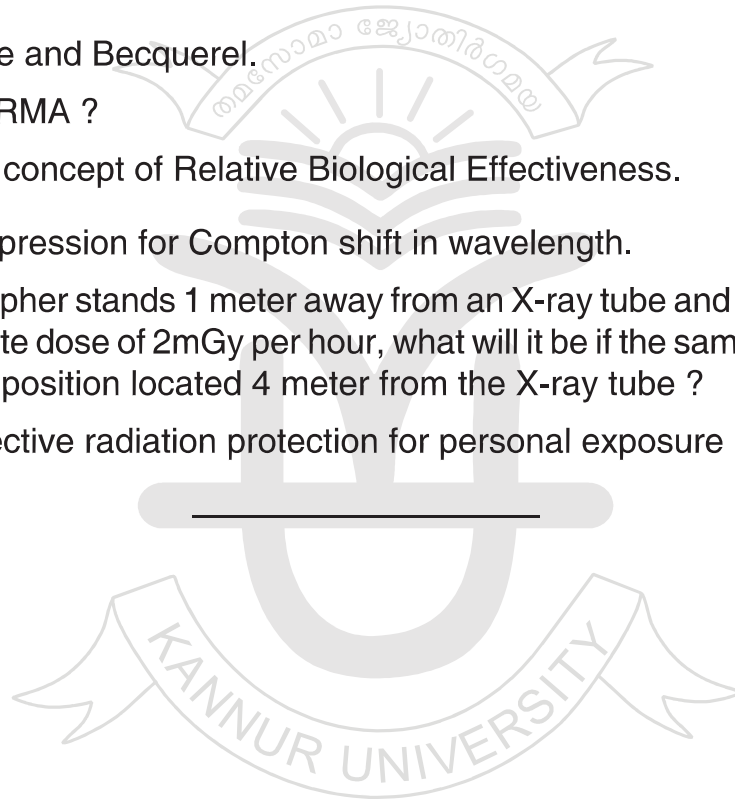 തമസോമാ ജ്യോതിർഗമയ
e and Becquerel.
RMA ?
concept of Relative Biological Effectiveness.
pression for Compton shift in wavelength.
pher stands 1 meter away from an X-ray tube and
te dose of 2mGy per hour, what will it be if the sam
position located 4 meter from the X-ray tube ?
ective radiation protection for personal exposure
KANNUR UNIVERSITY